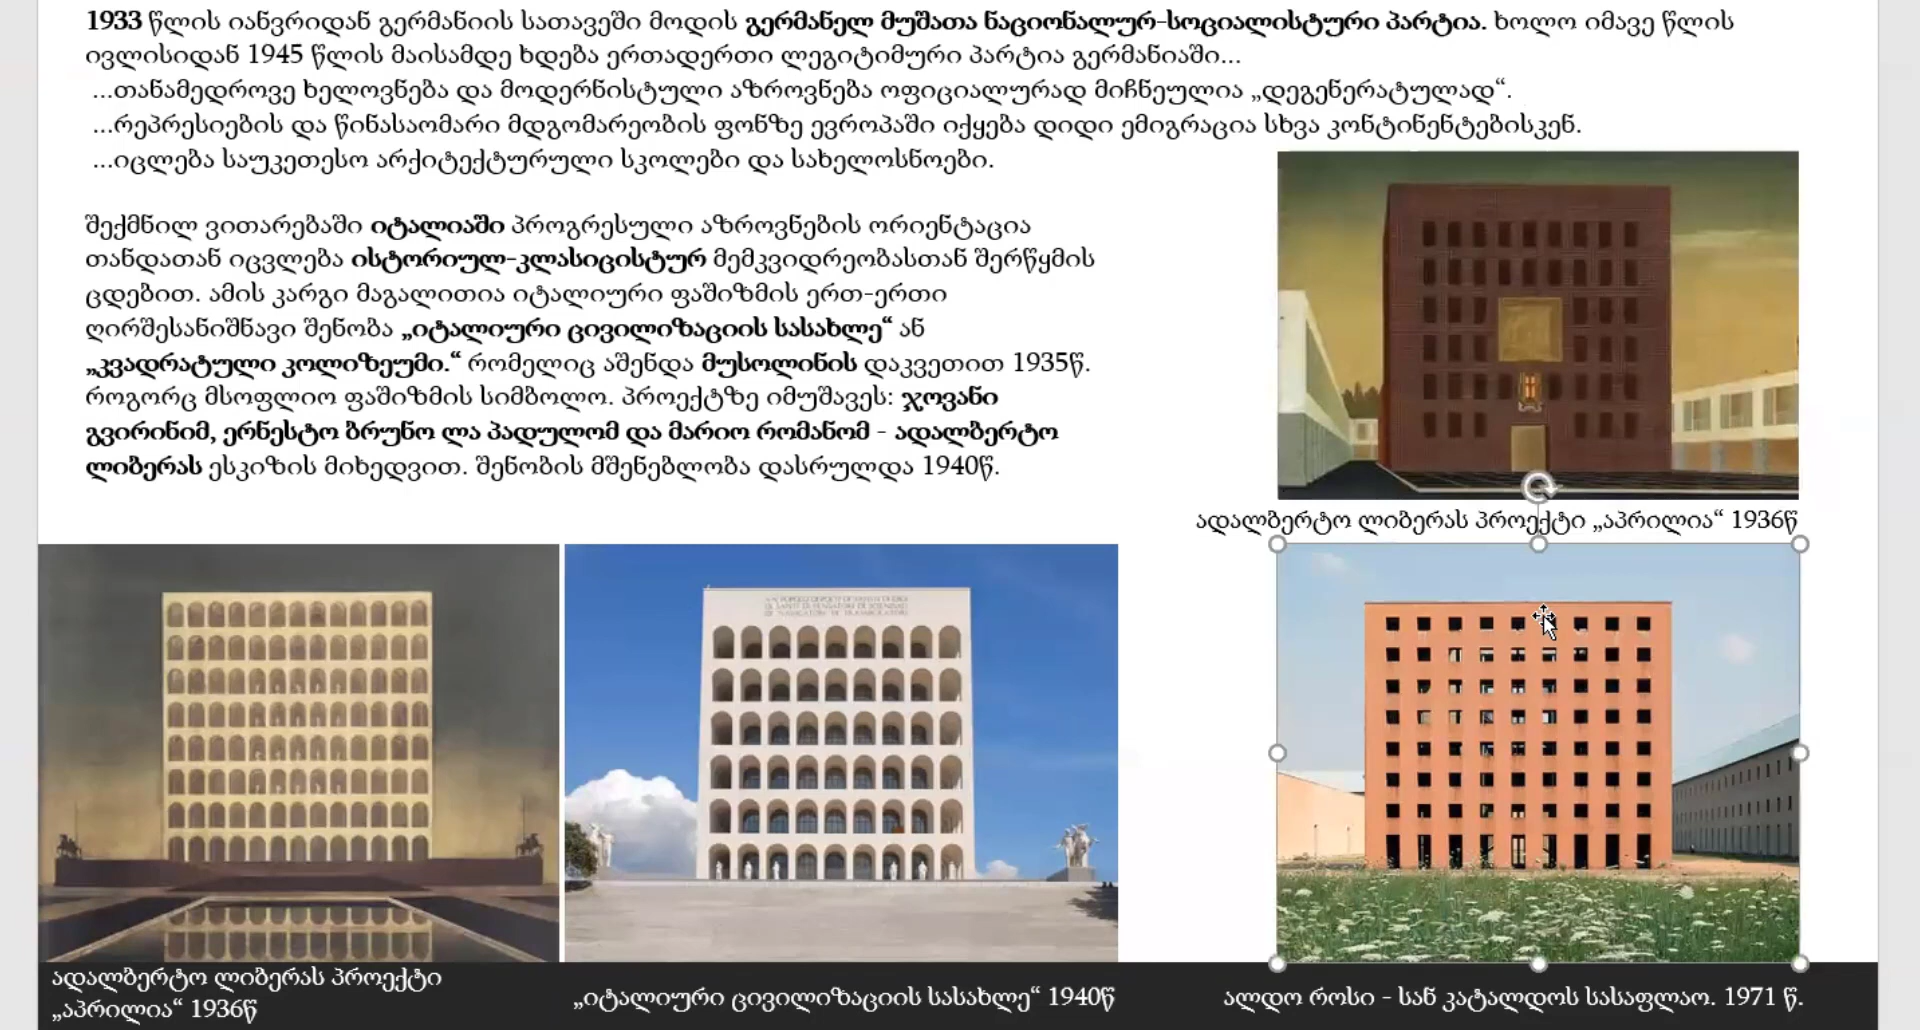 1933 წლის იანვრიდან გერმანიის სათავეში მოდის გერმანელ მუშათა ნაციონალურ-სოციალისტური პარტია. ხოლო იმავე წლის
ივლისიდან 1945 წლის მაისამდე ხდება ერთადერთი ლეგიტიმური პარტია გერმანიაში...
...თანამედროვე ხელოვნება და მოდერნისტული აზროვნება ოფიციალურად მიჩნეულია „დეგენერატულად“.
...რეპრესიების და წინასაომარი მდგომარეობის ფონზე ევროპაში იქყება დიდი ემიგრაცია სხვა კონტინენტებისკენ.
...იცლება საუკეთესო არქიტექტურული სკოლები და სახელოსნოები.
შექმნილ ვითარებაში იტალიაში პროგრესული აზროვნების ორიენტაცია
თანდათან იცვლება ისტორიულ-კლასიცისტურ მემკვიდრეობასთან შერწყმის
ცდებით. ამის კარგი მაგალითია იტალიური ფაშიზმის ერთ-ერთი
ღირშესანიშნავი შენობა „იტალიური ცივილიზაციის სასახლე“ ან
„კვადრატული კოლიზეუმი.“ რომელიც აშენდა მუსოლინის დაკვეთით 1935წ.
როგორც მსოფლიო ფაშიზმის სიმბოლო. პროექტზე იმუშავეს: ჯოვანი
გვირინიმ, ერნესტო ბრუნო ლა პადულომ და მარიო რომანომ - ადალბერტო
ლიბერას ესკიზის მიხედვით. შენობის მშენებლობა დასრულდა 1940წ.
ადალბერტო ლიბერას პროექტი „აპრილია“ 1936წ
ადალბერტო ლიბერას პროექტი
„აპრილია“ 1936წ
„იტალიური ცივილიზაციის სასახლე“ 1940წ
ალდო როსი - სან კატალდოს სასაფლაო. 1971 წ.